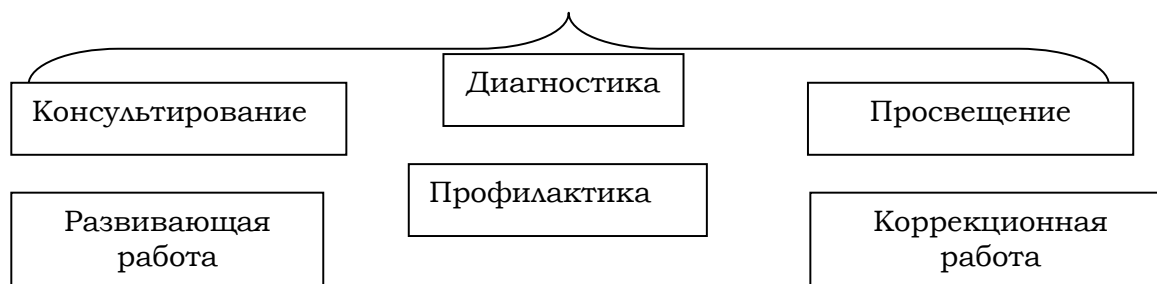 Диагностика
Консультирование
Просвещение
Профилактика
Развивающая
работа
Коррекционная
работа